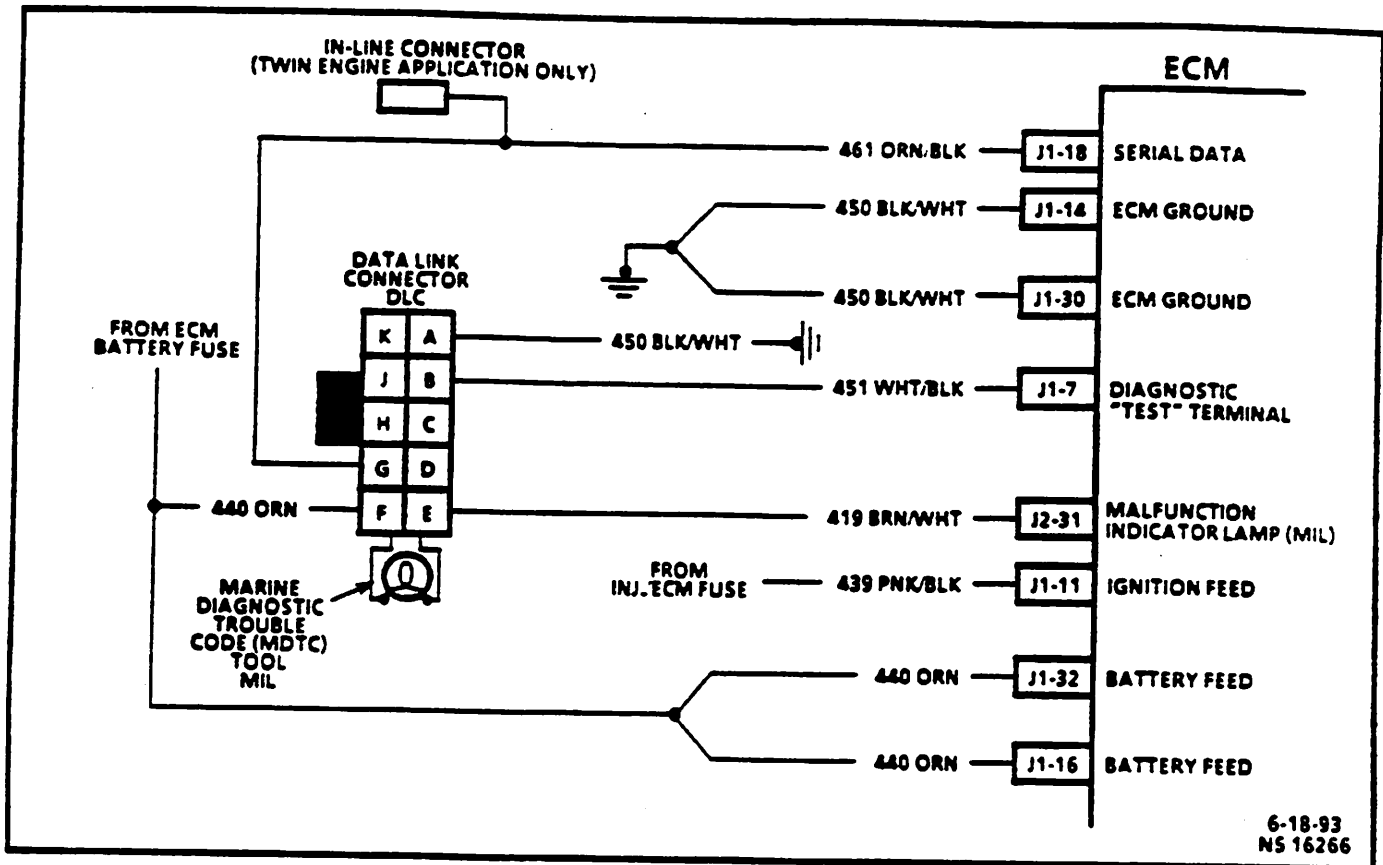 IN-LINE CONNECTOR
(TWIN ENGINE APPLICATION ONLY)
ECM
461 ORN/BLK
J1-18
SERIAL DATA
450 BLK/WHT
J1-14
ECM GROUND
450 BLK/WHT
J1-30
ECM GROUND
DATA LINK
CONNECTOR
DLC
FROM ECM
BATTERY FUSE
K A
J B
H C
G D
F E
450 BLK/WHT
451 WHT/BLK
J1-7
DIAGNOSTIC
"TEST" TERMINAL
440 ORN
419 BRN/WHT
J2-31
MALFUNCTION
INDICATOR LAMP (MIL)
MARINE
DIAGNOSTIC
TROUBLE
CODE (MDTC)
TOOL
MIL
FROM
INJ-ECM FUSE
439 PNK/BLK
J1-11
IGNITION FEED
440 ORN
J1-32
BATTERY FEED
440 ORN
J1-16
BATTERY FEED
6-18-93
NS 16266